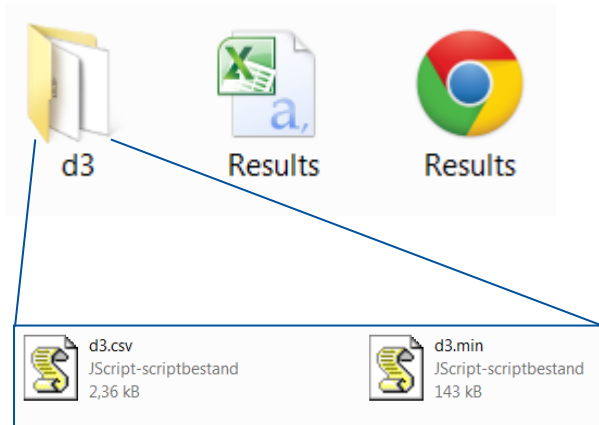 d3
Results
Results
d3.csv
JScript-scriptbestand
2,36 kB
d3.min
JScript-scriptbestand
143 kB